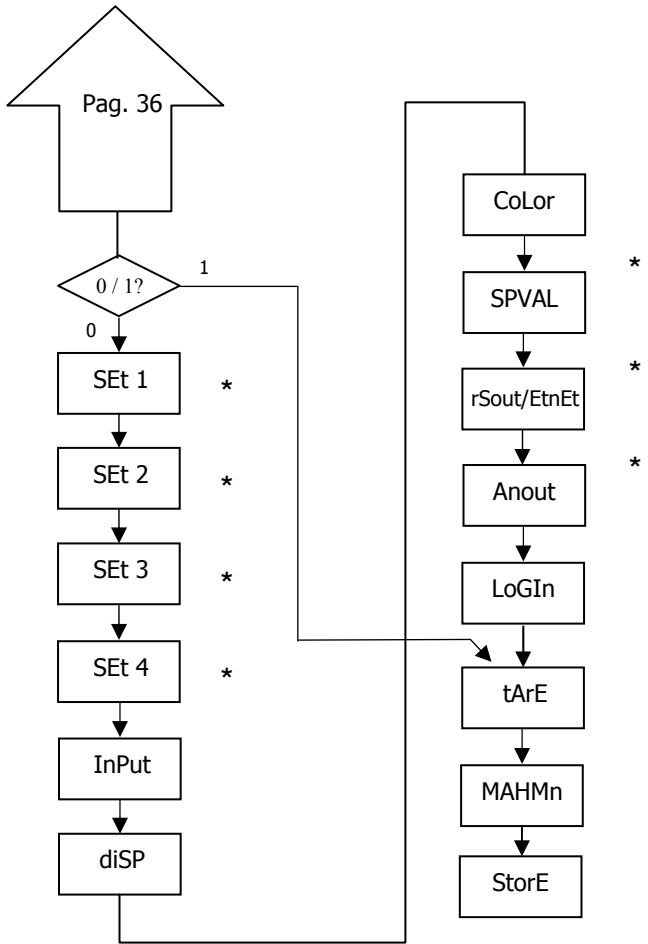 Pag. 36
0 / 1?
1
0
SEt 1
*
SEt 2
*
SEt 3
*
SEt 4
*
InPut
diSP
CoLor
*
SPVAL
*
rSout/EtnEt
*
Anout
LoGIn
tArE
MAHMn
StorE